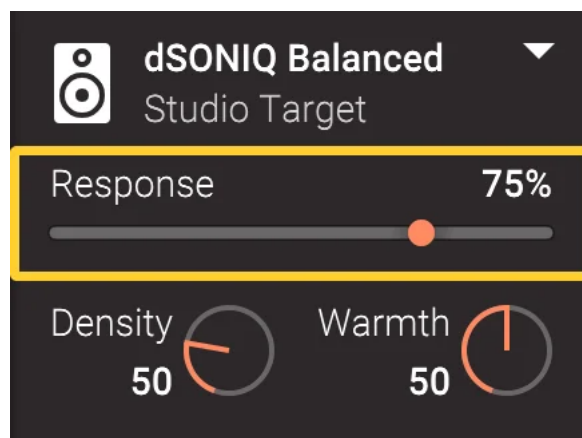 dSONIQ Balanced
Studio Target
Response 75%
Density Warmth
50 50